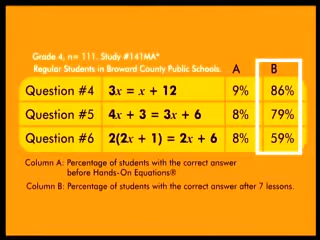 Grade 4, n= 111. Study #141MA*
Regular Students in Broward County Public Schools. A B
Question #4 3x = x + 12 9% 86%
Question #5 4x + 3 = 3x + 6 8% 79%
Question #6 2(2x + 1) = 2x + 6 8% 59%
Column A: Percentage of students with the correct answer
before Hands-On Equations®
Column B: Percentage of students with the correct answer after 7 lessons.